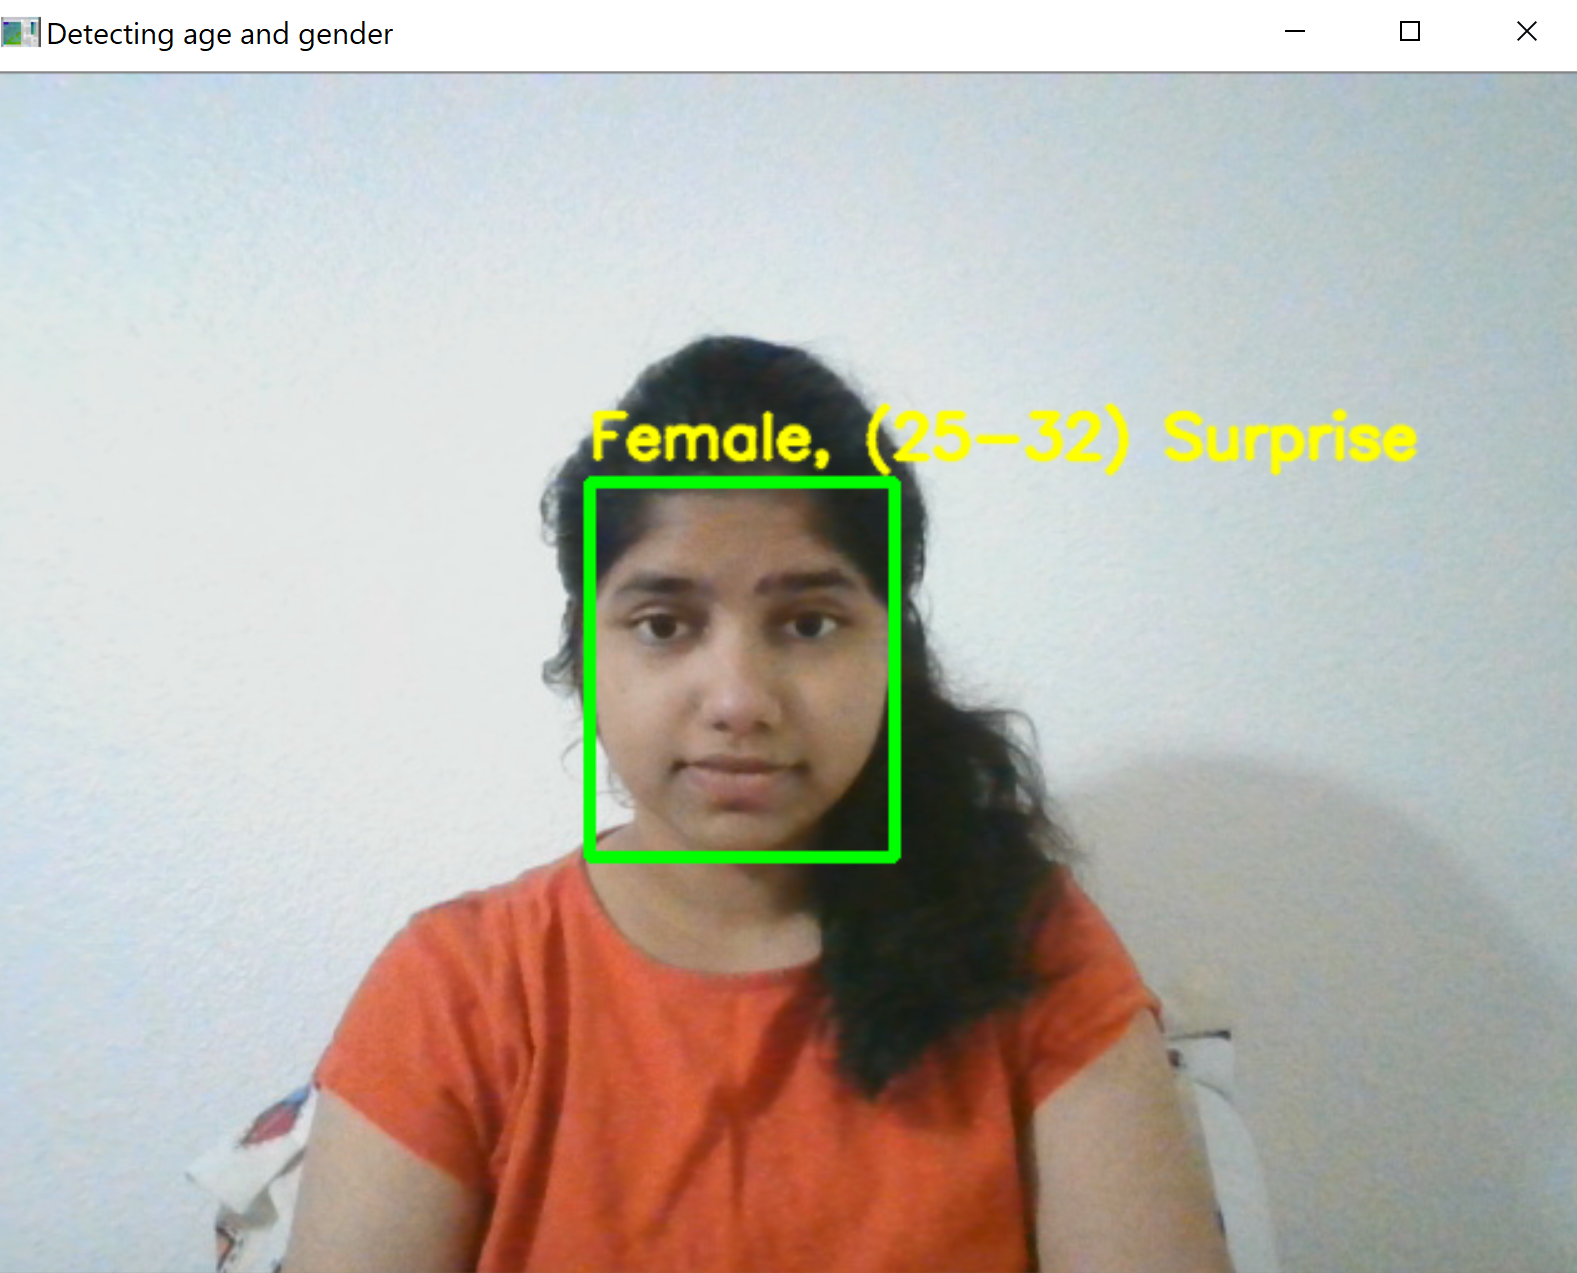 Detecting age and gender
Female, (25-32) Surprise